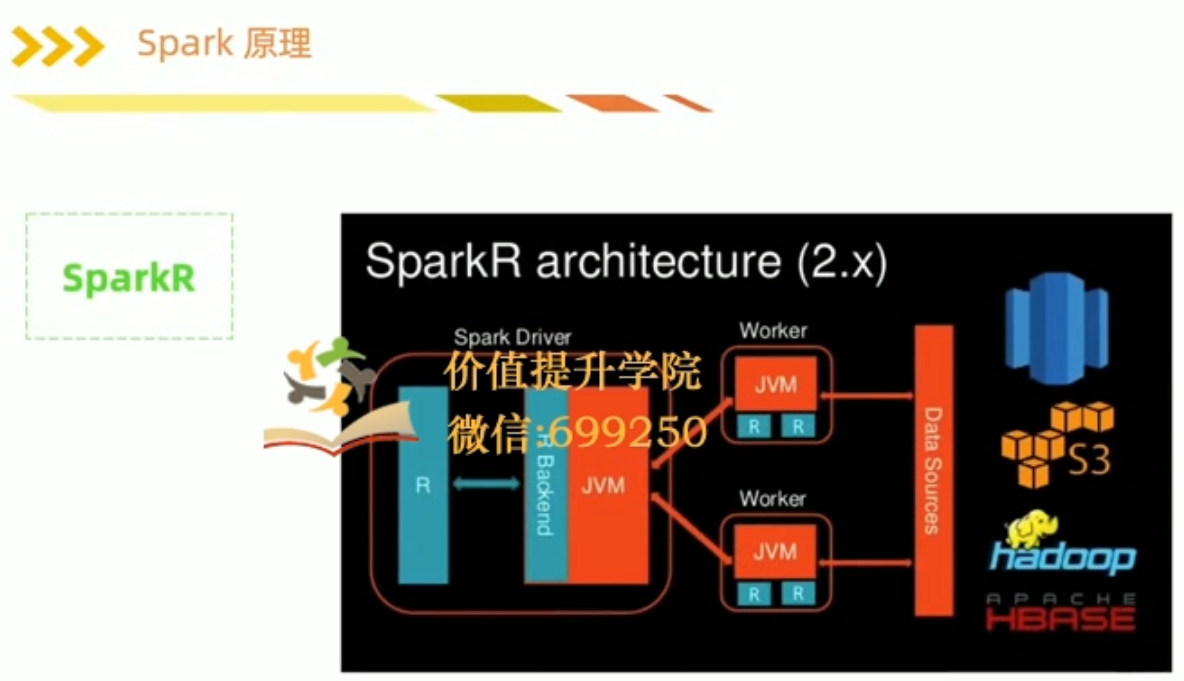 Spark 原理
SparkR
SparkR architecture (2.x)
Spark Driver
Worker
价值提升学院
微信:699250
R
R Backend
JVM
JVM
R
R
Worker
JVM
R
R
Data Sources
S3
hadoop
APACHE
HBASE